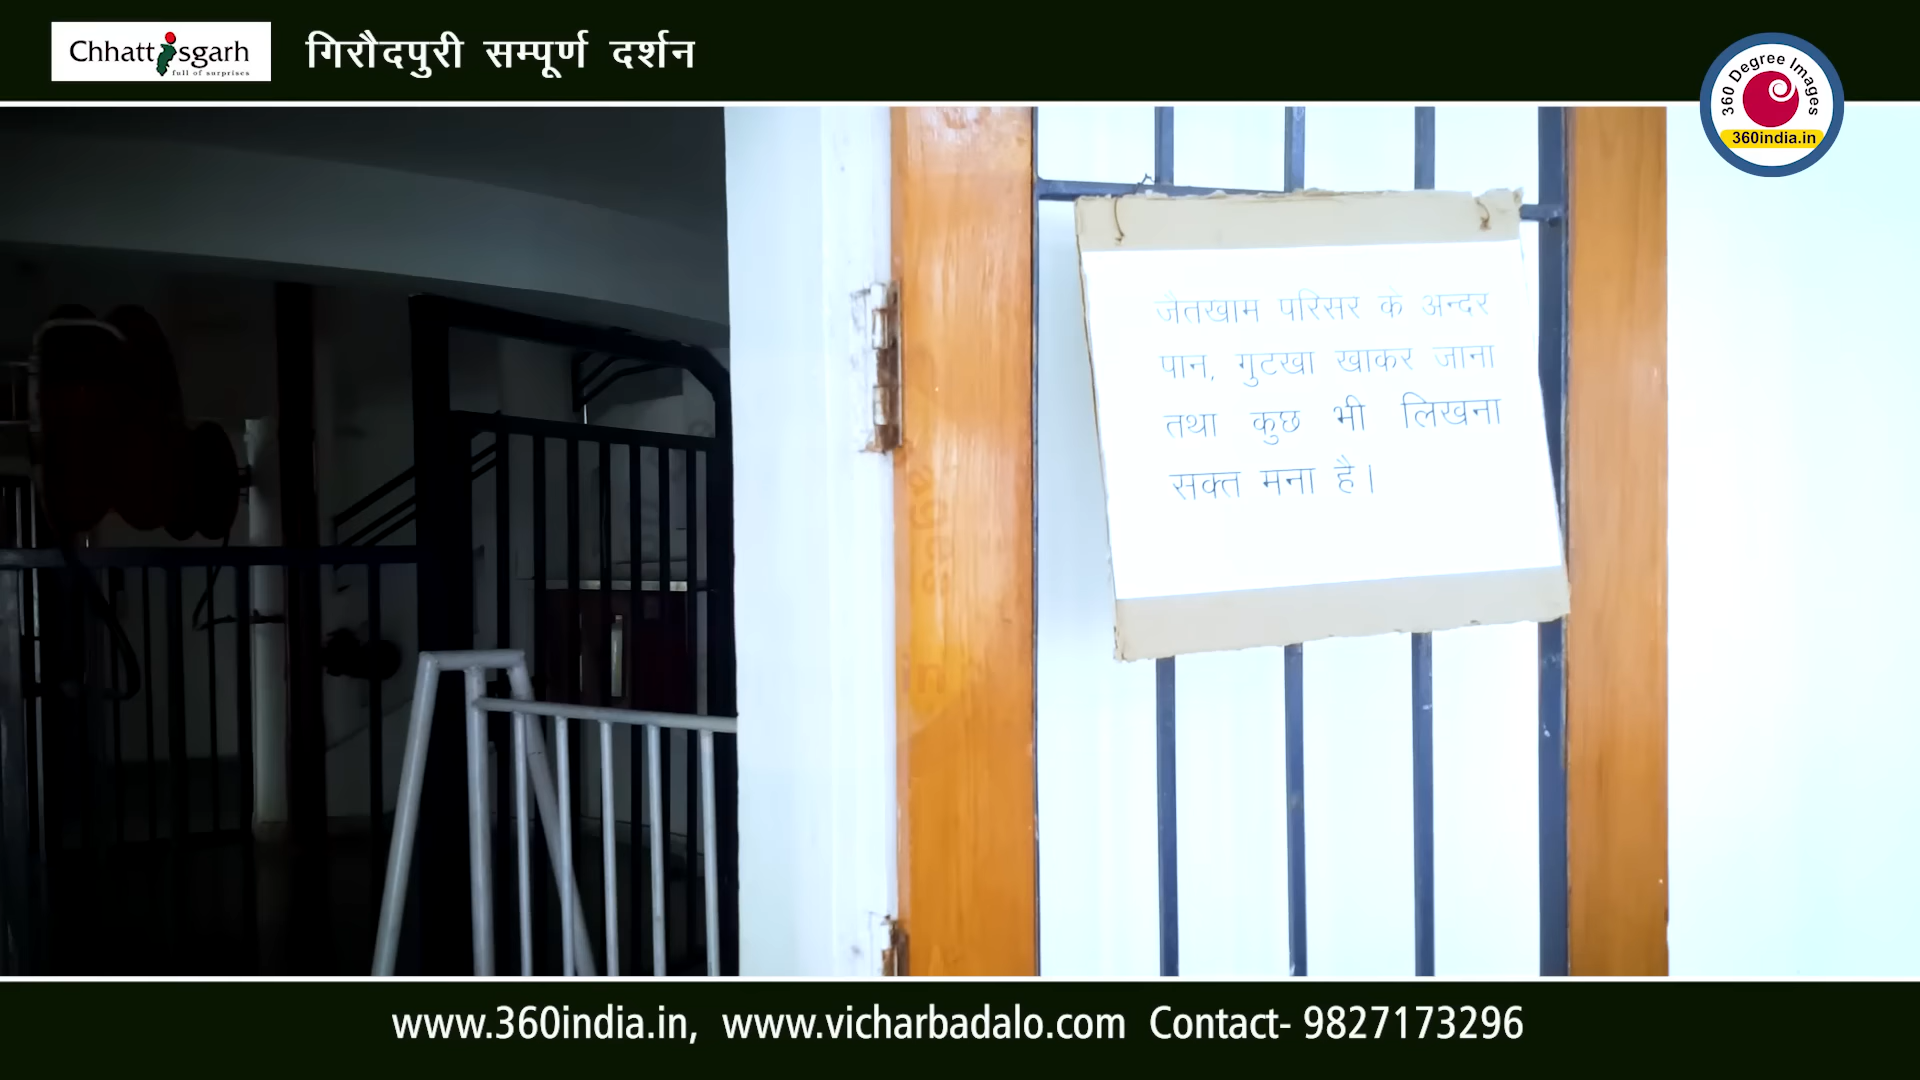 Chhattisgarh
full of surprises
गिरौदपुरी सम्पूर्ण दर्शन
360 Degree Images
360india.in
जैतखाम परिसर के अन्दर
पान, गुटखा खाकर जाना
तथा कुछ भी लिखना
सक्त मना है।
www.360india.in, www.vicharbadalo.com Contact- 9827173296